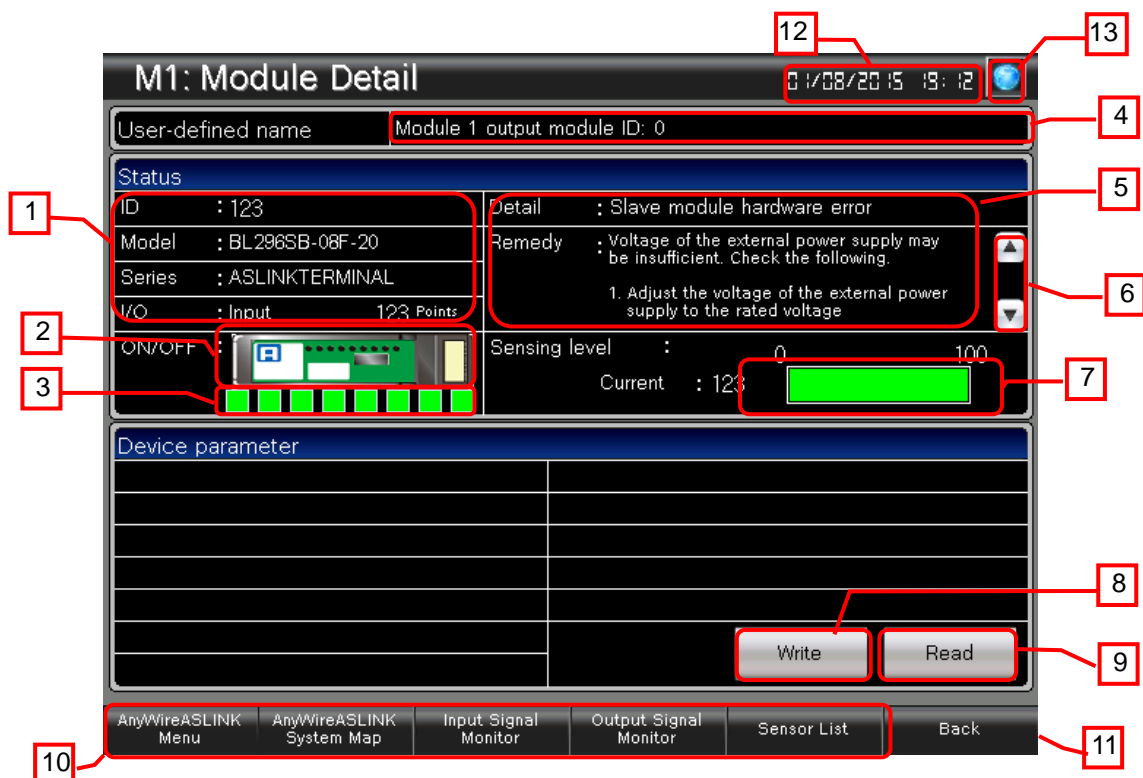 12
13
M1: Module Detail
01/08/2015 19:12
User-defined name
Module 1 output module ID: 0
4
Status
5
1
ID : 123
Detail : Slave module hardware error
Model : BL296SB-08F-20
Remedy : Voltage of the external power supply may
be insufficient. Check the following.
Series : ASLINKTERMINAL
1. Adjust the voltage of the external power
supply to the rated voltage
6
I/O : Input 123 Points
2
ON/OFF :
A
Sensing level :
0 100
Current : 123
7
3
Device parameter
8
Write
Read
9
AnyWireASLINK
Menu
AnyWireASLINK
System Map
Input Signal
Monitor
Output Signal
Monitor
Sensor List
Back
10
11